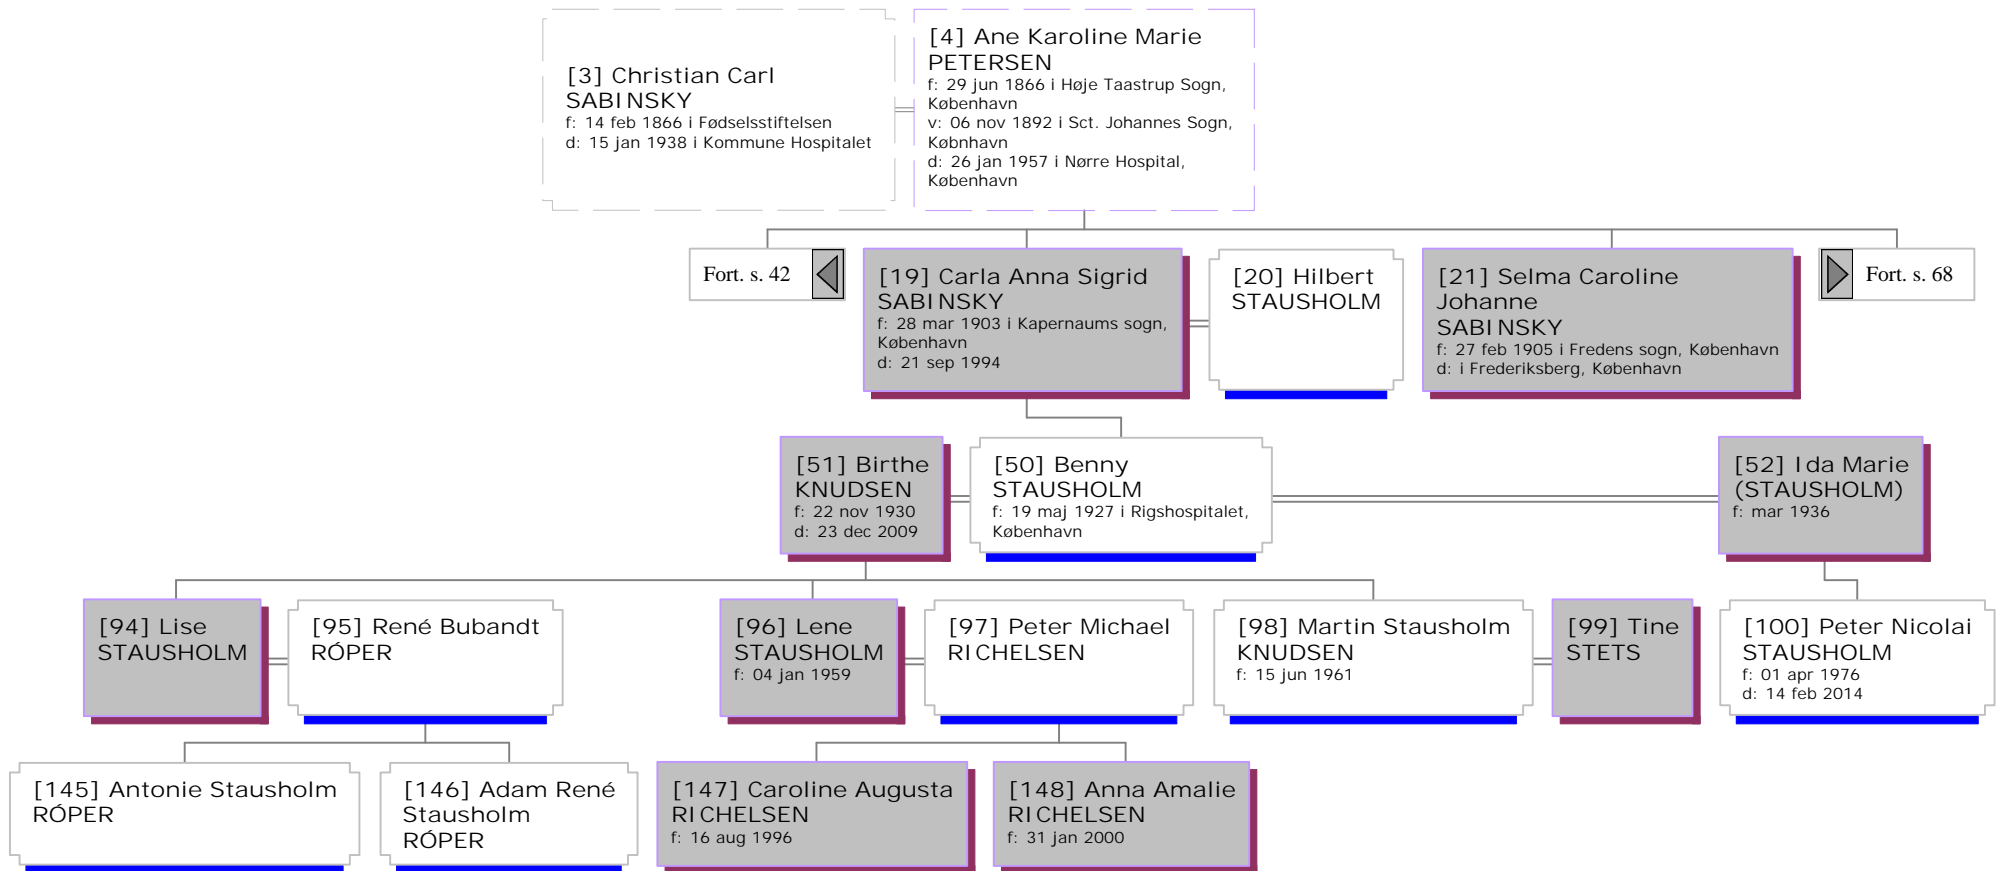 [3] Christian Carl
SABINSKY
f: 14 feb 1866 i Fødselsstiftelsen
d: 15 jan 1938 i Kommune Hospitalet
[4] Ane Karoline Marie
PETERSEN
f: 29 jun 1866 i Høje Taastrup Sogn,
København
v: 06 nov 1892 i Sct. Johannes Sogn,
Købnhavn
d: 26 jan 1957 i Nørre Hospital,
København
Fort. s. 42
[19] Carla Anna Sigrid
SABINSKY
f: 28 mar 1903 i Kapernaums sogn,
København
d: 21 sep 1994
[20] Hilbert
STAUSHOLM
[21] Selma Caroline
Johanne
SABINSKY
f: 27 feb 1905 i Fredens sogn, København
d: i Frederiksberg, København
Fort. s. 68
[51] Birthe
KNUDSEN
f: 22 nov 1930
d: 23 dec 2009
[50] Benny
STAUSHOLM
f: 19 maj 1927 i Rigshospitalet,
København
[52] Ida Marie
(STAUSHOLM)
f: mar 1936
[94] Lise
STAUSHOLM
[95] René Bubandt
RÓPER
[96] Lene
STAUSHOLM
f: 04 jan 1959
[97] Peter Michael
RICHELSEN
[98] Martin Stausholm
KNUDSEN
f: 15 jun 1961
[99] Tine
STETS
[100] Peter Nicolai
STAUSHOLM
f: 01 apr 1976
d: 14 feb 2014
[145] Antonie Stausholm
RÓPER
[146] Adam René
Stausholm
RÓPER
[147] Caroline Augusta
RICHELSEN
f: 16 aug 1996
[148] Anna Amalie
RICHELSEN
f: 31 jan 2000